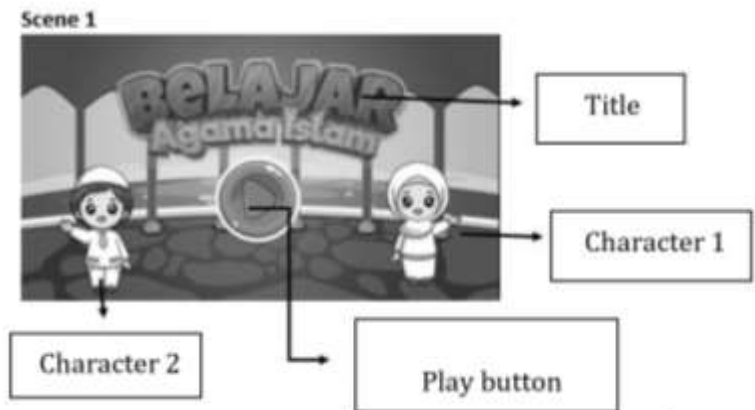 Scene 1
BELAJAR
Agama Islam
Title
Character 1
Character 2
Play button